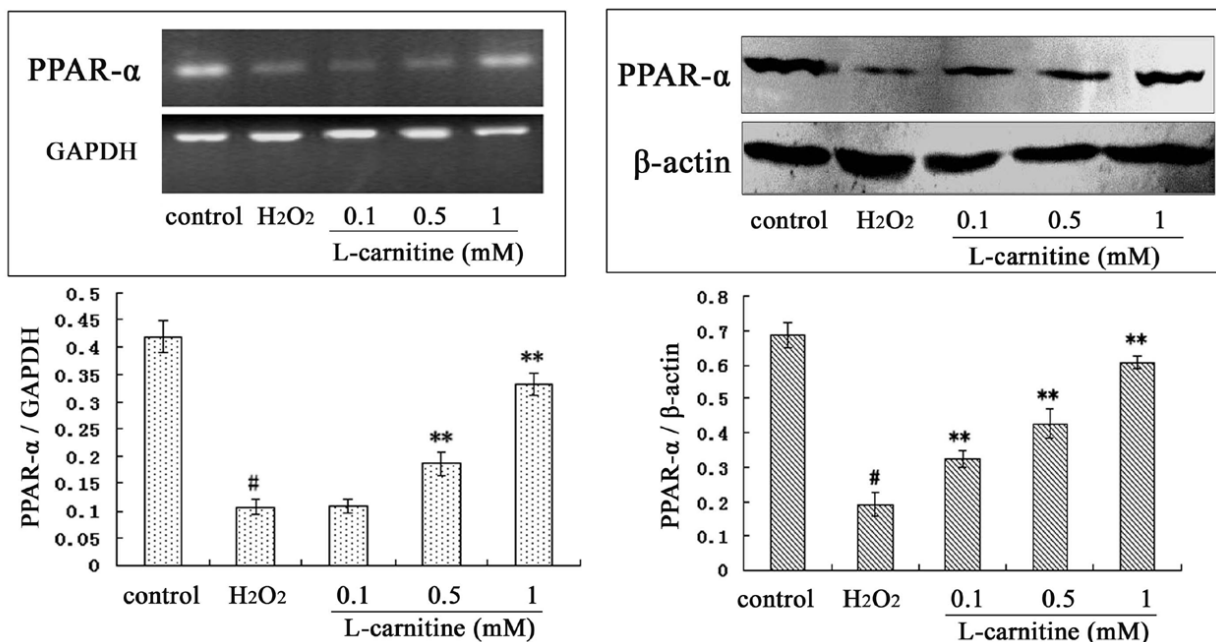 PPAR-α
GAPDH
control H2O2 0.1 0.5 1
L-carnitine (mM)
PPAR-α
β-actin
control H2O2 0.1 0.5 1
L-carnitine (mM)
PPAR-α / GAPDH
0.5
0.45
0.4
0.35
0.3
0.25
0.2
0.15
0.1
0.05
0
#
**
**
control H2O2 0.1 0.5 1
L-carnitine (mM)
PPAR-α / β-actin
0.8
0.7
0.6
0.5
0.4
0.3
0.2
0.1
0
#
**
**
**
control H2O2 0.1 0.5 1
L-carnitine (mM)